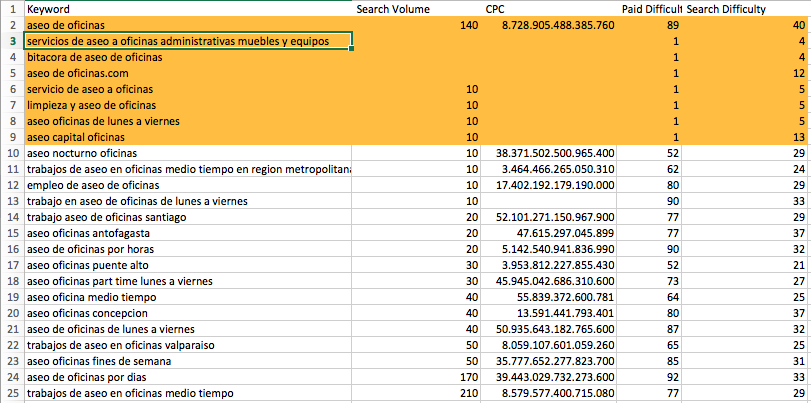 1 Keyword Search Volume CPC Paid Difficult Search Difficulty
2 aseo de oficinas 140 8.728.905.488.385.760 89 40
3 servicios de aseo a oficinas administrativas muebles y equipos 1 4
4 bitacora de aseo de oficinas 1 4
5 aseo de oficinas.com 1 12
6 servicio de aseo a oficinas 10 1 5
7 limpieza y aseo de oficinas 10 1 5
8 aseo oficinas de lunes a viernes 10 1 5
9 aseo capital oficinas 10 1 13
10 aseo nocturno oficinas 10 38.371.502.500.965.400 52 29
11 trabajos de aseo en oficinas medio tiempo en region metropolitana 10 3.464.466.265.050.310 62 24
12 empleo de aseo de oficinas 10 17.402.192.179.190.000 80 29
13 trabajo en aseo de oficinas de lunes a viernes 10 90 33
14 trabajo aseo de oficinas santiago 20 52.101.271.150.967.900 77 29
15 aseo oficinas antofagasta 20 47.615.297.045.899 77 37
16 aseo de oficinas por horas 20 5.142.540.941.836.990 90 32
17 aseo oficinas puente alto 30 3.953.812.227.855.430 52 21
18 aseo oficinas part time lunes a viernes 30 45.945.042.686.310.600 73 27
19 aseo oficina medio tiempo 40 55.839.372.600.781 64 25
20 aseo oficinas concepcion 40 13.591.441.793.401 80 37
21 aseo de oficinas de lunes a viernes 40 50.935.643.182.765.600 87 32
22 trabajos de aseo en oficinas valparaiso 50 8.059.107.601.059.260 65 25
23 aseo oficinas fines de semana 50 35.777.652.277.823.700 85 31
24 aseo de oficinas por dias 170 39.443.029.732.273.600 92 33
25 trabajos de aseo en oficinas medio tiempo 210 8.579.577.400.715.080 77 29